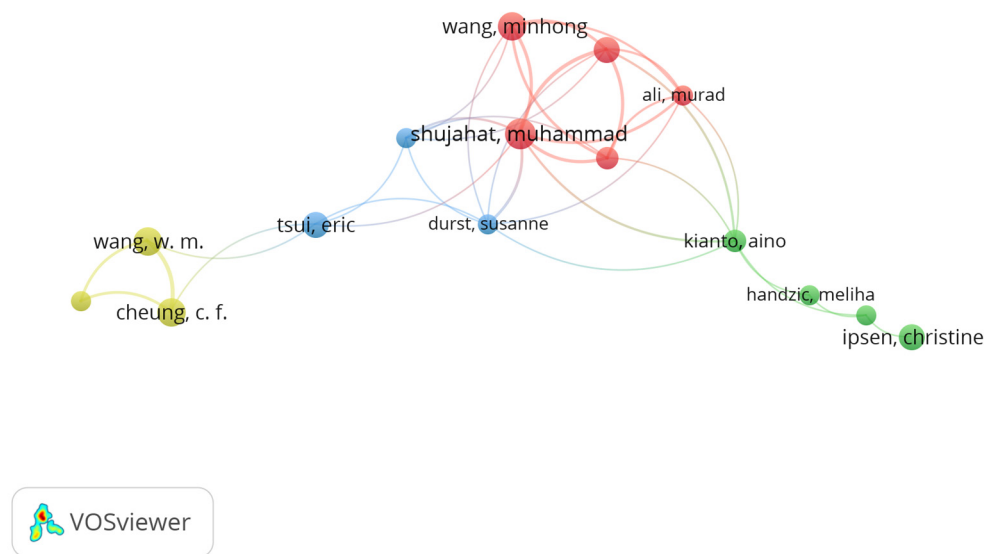 wang, minhong
ali, murad
shujahat, muhammad
tsui, eric
durst, susanne
wang, w. m.
kianto, aino
handzic, meliha
cheung, c. f.
ipsen, christine
VOSviewer